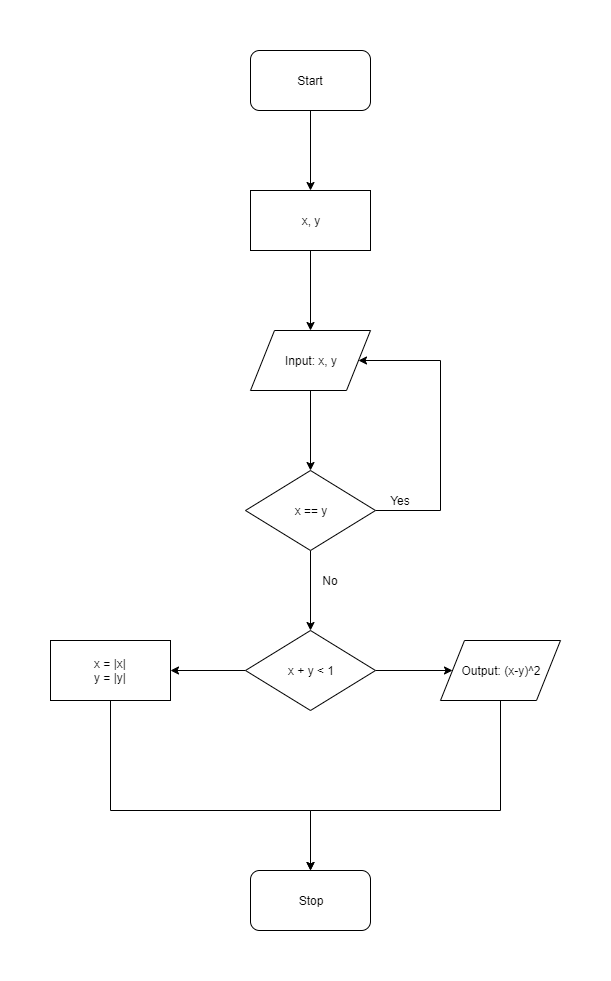 Start
x, y
Input: x, y
x == y
Yes
No
x = |x|
y = |y|
x + y < 1
Output: (x-y)^2
Stop